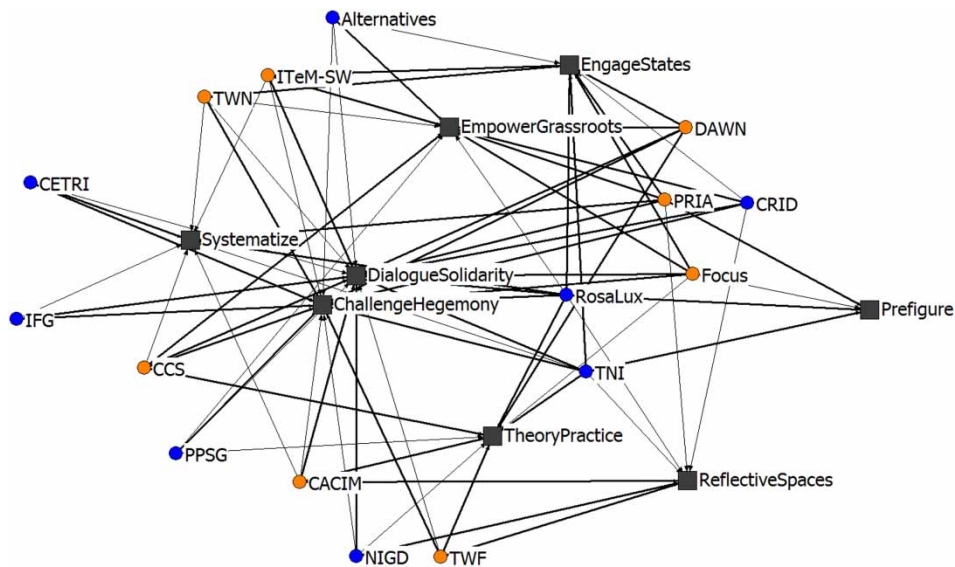 Alternatives
EngageStates
ITeM-SW
TWN
EmpowerGrassroots
DAWN
CETRI
PRIA
CRID
Systematize
DialogueSolidarity
Focus
RosaLux
ChallengeHegemony
Prefigure
IFG
CCS
TNI
TheoryPractice
PPSG
CACIM
ReflectiveSpaces
NIGD
TWF